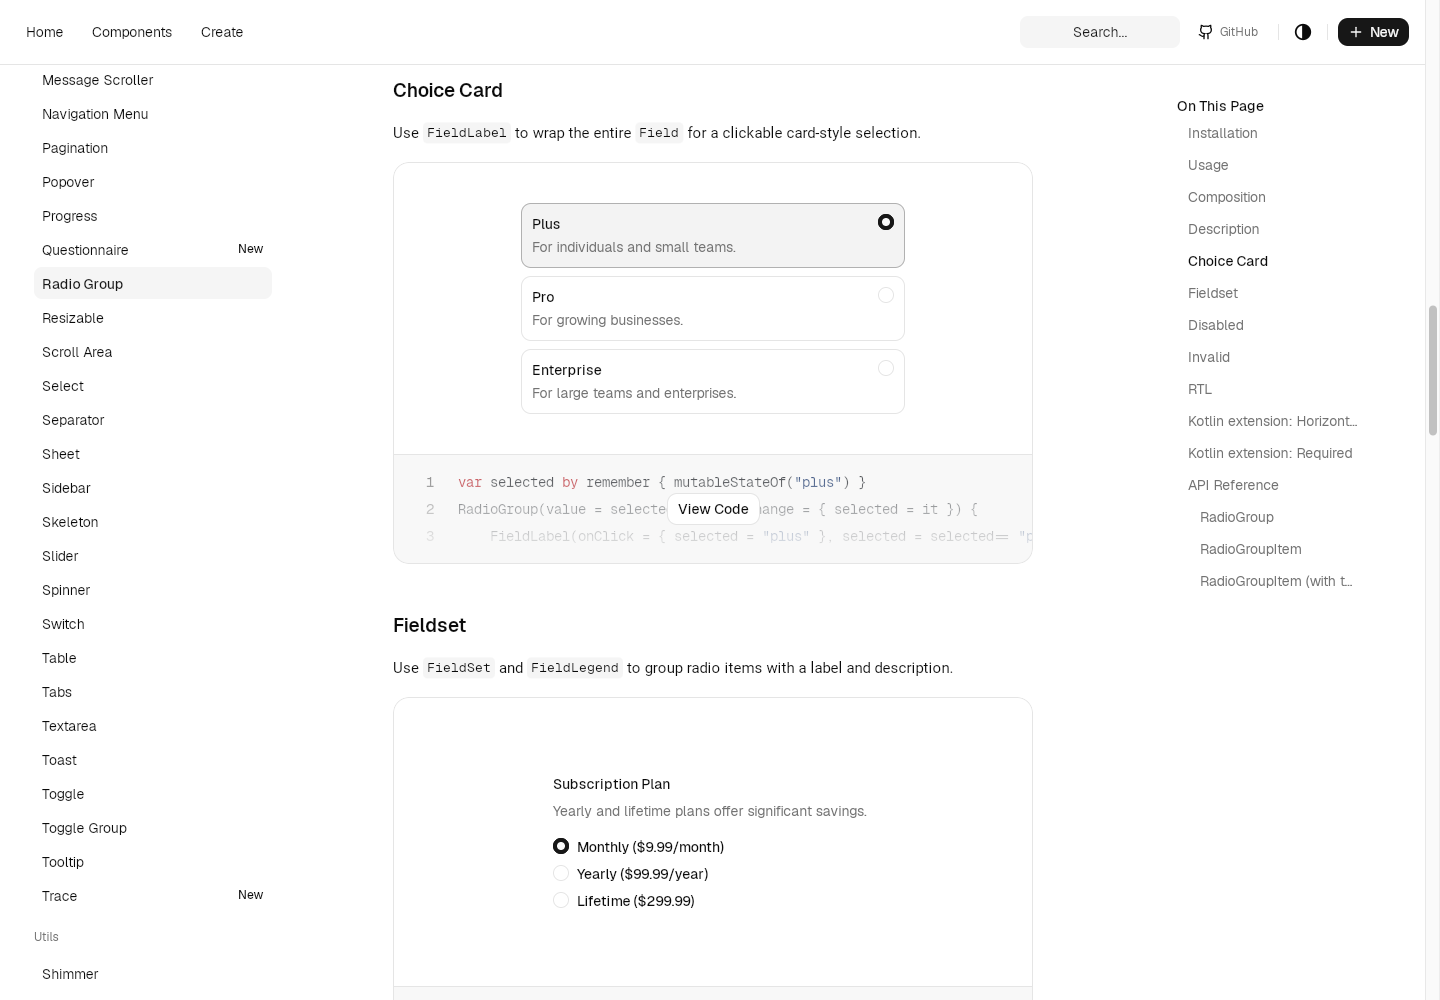 Home
Components
Create
Search...
GitHub
New
Message Scroller
Navigation Menu
Pagination
Popover
Progress
Questionnaire New
Radio Group
Resizable
Scroll Area
Select
Separator
Sheet
Sidebar
Skeleton
Slider
Spinner
Switch
Table
Tabs
Textarea
Toast
Toggle
Toggle Group
Tooltip
Trace New
Utils
Shimmer
Choice Card
Use FieldLabel to wrap the entire Field for a clickable card-style selection.
Plus
For individuals and small teams.
Pro
For growing businesses.
Enterprise
For large teams and enterprises.
1 var selected by remember { mutableStateOf("plus") }
2 RadioGroup(value = selecte
View Code
ange = { selected = it }) {
3 FieldLabel(onClick = { selected = "plus" }, selected = selected== "p
Fieldset
Use FieldSet and FieldLegend to group radio items with a label and description.
Subscription Plan
Yearly and lifetime plans offer significant savings.
Monthly ($9.99/month)
Yearly ($99.99/year)
Lifetime ($299.99)
On This Page
Installation
Usage
Composition
Description
Choice Card
Fieldset
Disabled
Invalid
RTL
Kotlin extension: Horizont...
Kotlin extension: Required
API Reference
RadioGroup
RadioGroupItem
RadioGroupItem (with t...